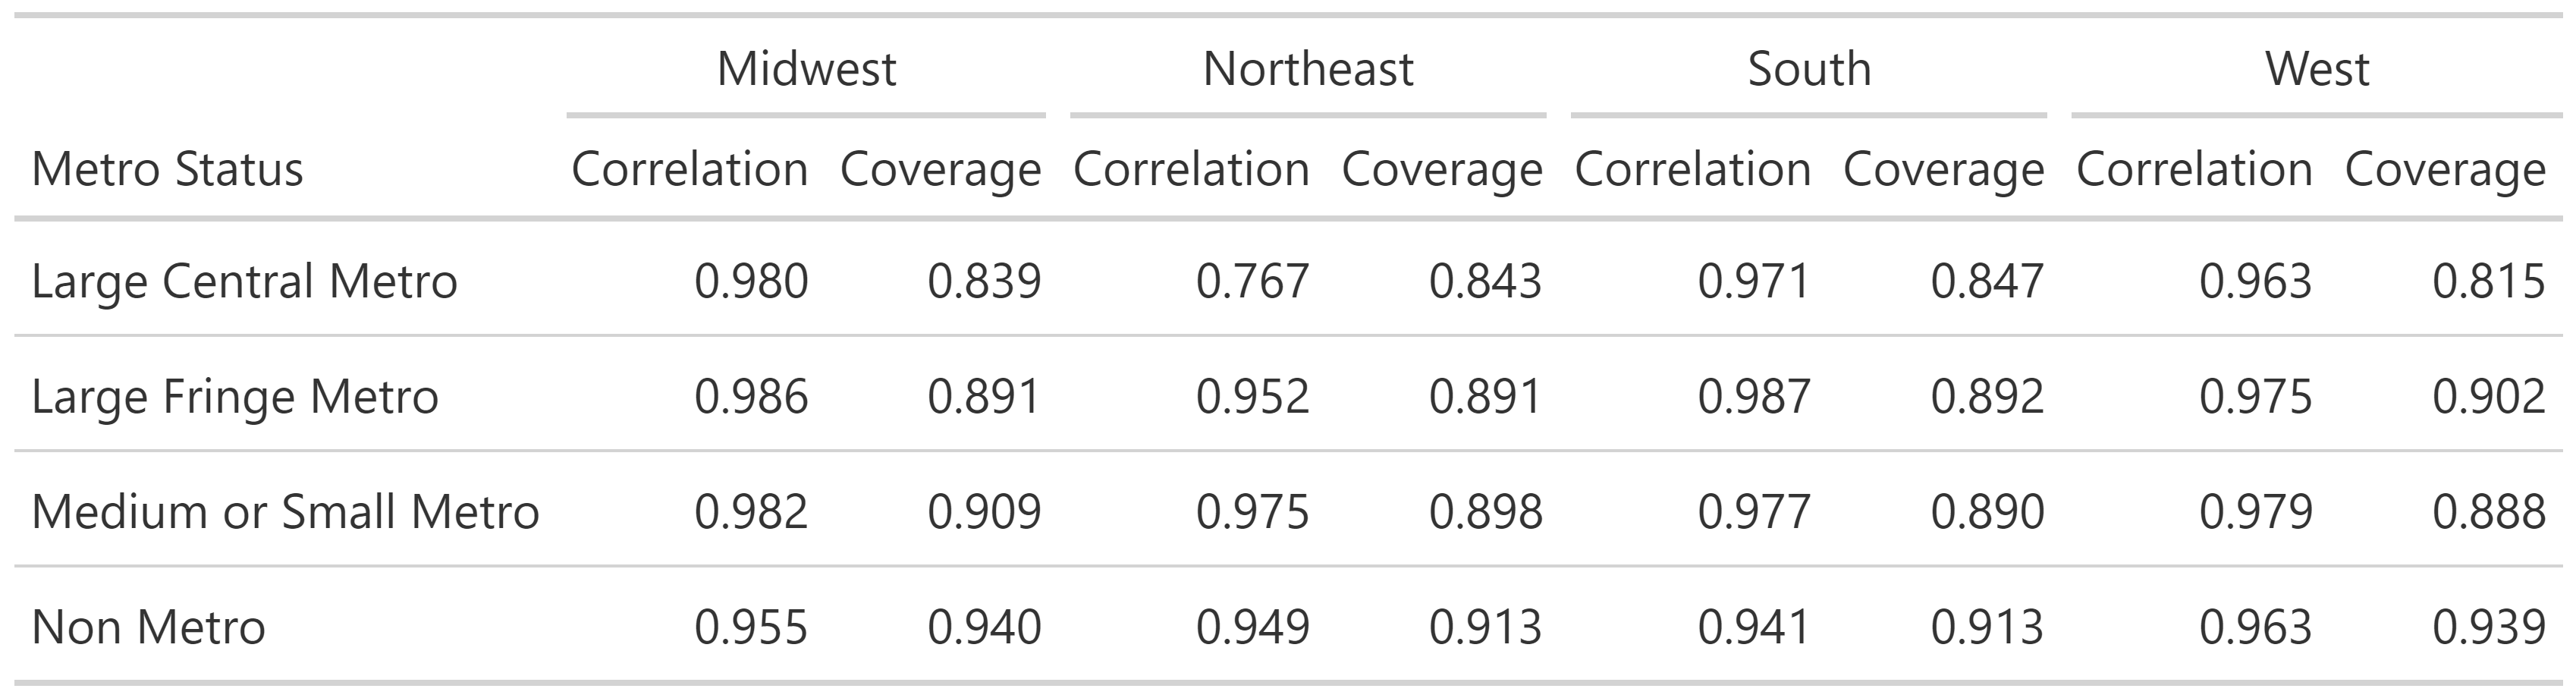 Midwest Northeast South West
Metro Status Correlation Coverage Correlation Coverage Correlation Coverage Correlation Coverage
Large Central Metro 0.980 0.839 0.767 0.843 0.971 0.847 0.963 0.815
Large Fringe Metro 0.986 0.891 0.952 0.891 0.987 0.892 0.975 0.902
Medium or Small Metro 0.982 0.909 0.975 0.898 0.977 0.890 0.979 0.888
Non Metro 0.955 0.940 0.949 0.913 0.941 0.913 0.963 0.939